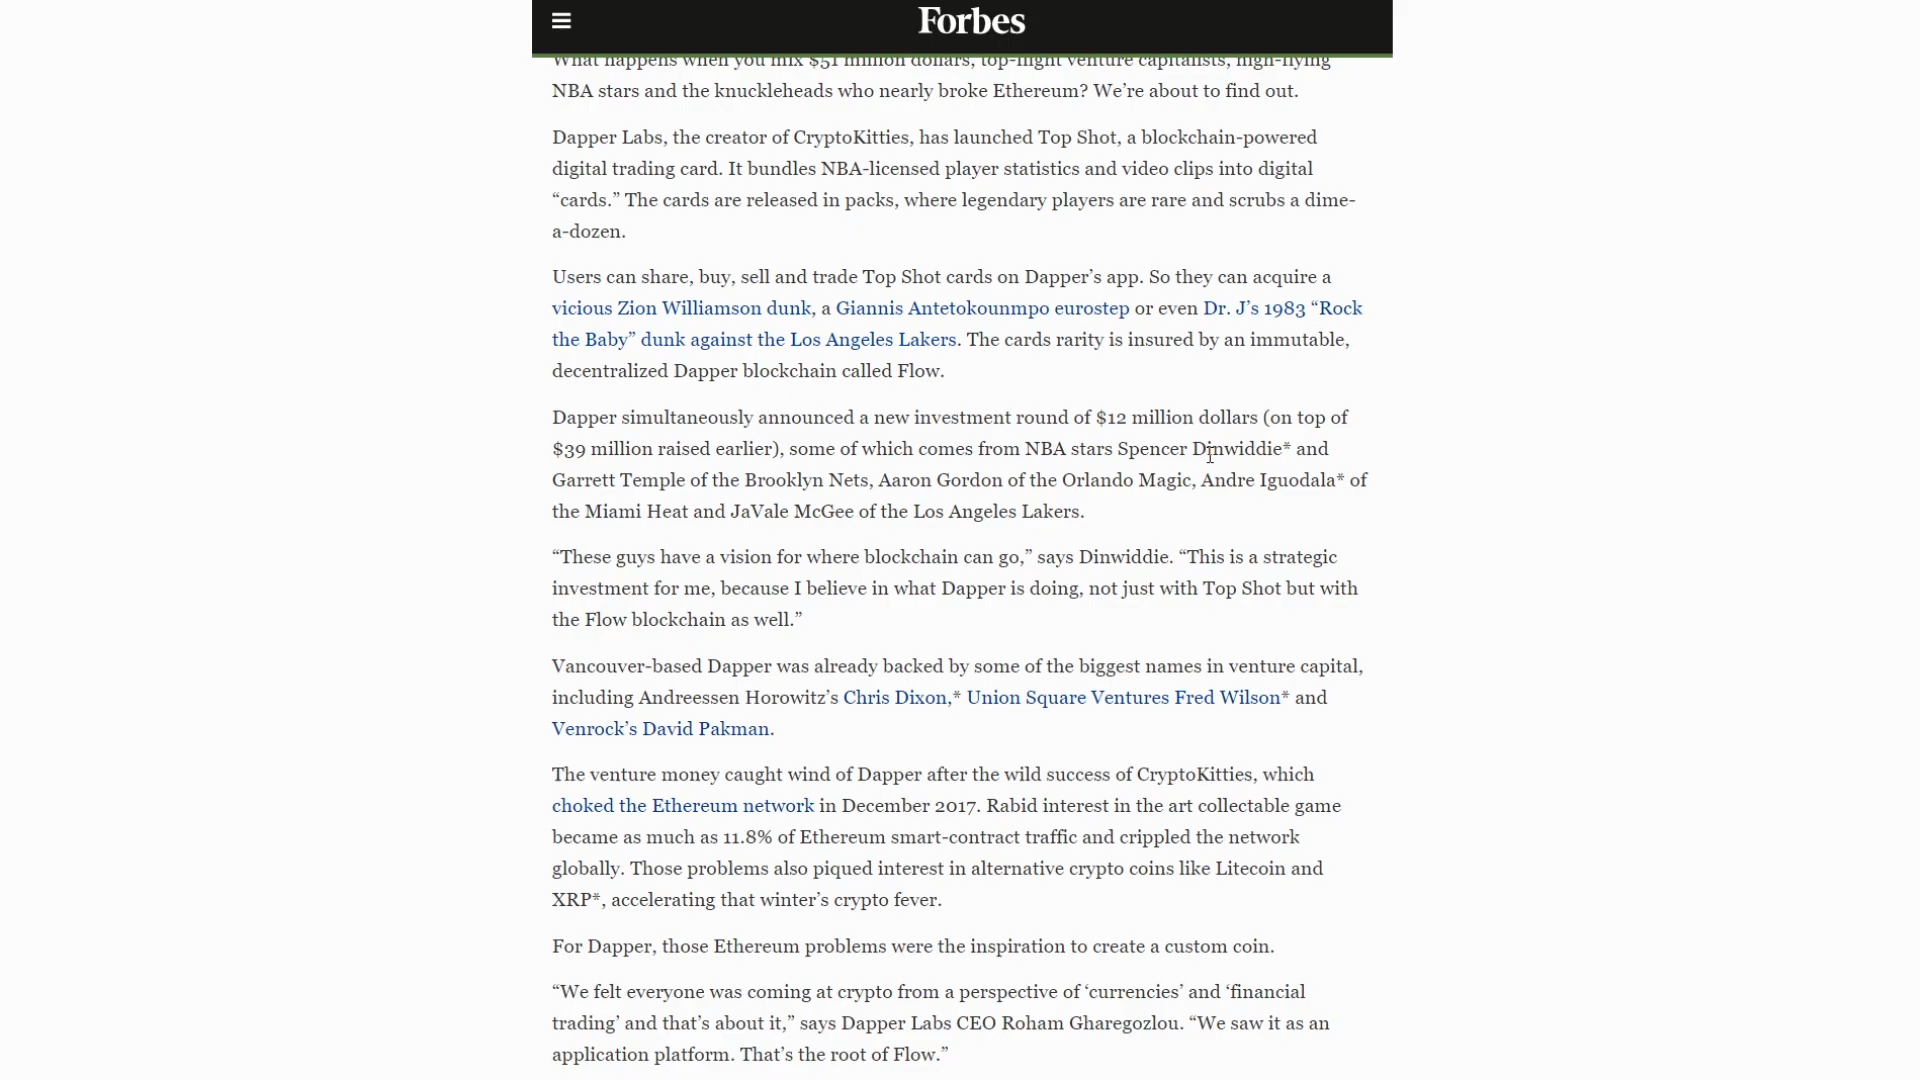 Forbes
What happens when you mix $51 million dollars, top-flight venture capitalists, high-flying
NBA stars and the knuckleheads who nearly broke Ethereum? We’re about to find out.
Dapper Labs, the creator of CryptoKitties, has launched Top Shot, a blockchain-powered
digital trading card. It bundles NBA-licensed player statistics and video clips into digital
“cards.” The cards are released in packs, where legendary players are rare and scrubs a dime-
a-dozen.
Users can share, buy, sell and trade Top Shot cards on Dapper’s app. So they can acquire a
vicious Zion Williamson dunk, a Giannis Antetokounmpo eurostep or even Dr. J’s 1983 “Rock
the Baby” dunk against the Los Angeles Lakers. The cards rarity is insured by an immutable,
decentralized Dapper blockchain called Flow.
Dapper simultaneously announced a new investment round of $12 million dollars (on top of
$39 million raised earlier), some of which comes from NBA stars Spencer Dinwiddie* and
Garrett Temple of the Brooklyn Nets, Aaron Gordon of the Orlando Magic, Andre Iguodala* of
the Miami Heat and JaVale McGee of the Los Angeles Lakers.
“These guys have a vision for where blockchain can go,” says Dinwiddie. “This is a strategic
investment for me, because I believe in what Dapper is doing, not just with Top Shot but with
the Flow blockchain as well.”
Vancouver-based Dapper was already backed by some of the biggest names in venture capital,
including Andreessen Horowitz’s Chris Dixon,* Union Square Ventures Fred Wilson* and
Venrock’s David Pakman.
The venture money caught wind of Dapper after the wild success of CryptoKitties, which
choked the Ethereum network in December 2017. Rabid interest in the art collectable game
became as much as 11.8% of Ethereum smart-contract traffic and crippled the network
globally. Those problems also piqued interest in alternative crypto coins like Litecoin and
XRP*, accelerating that winter’s crypto fever.
For Dapper, those Ethereum problems were the inspiration to create a custom coin.
“We felt everyone was coming at crypto from a perspective of ‘currencies’ and ‘financial
trading’ and that’s about it,” says Dapper Labs CEO Roham Gharegozlou. “We saw it as an
application platform. That’s the root of Flow.”